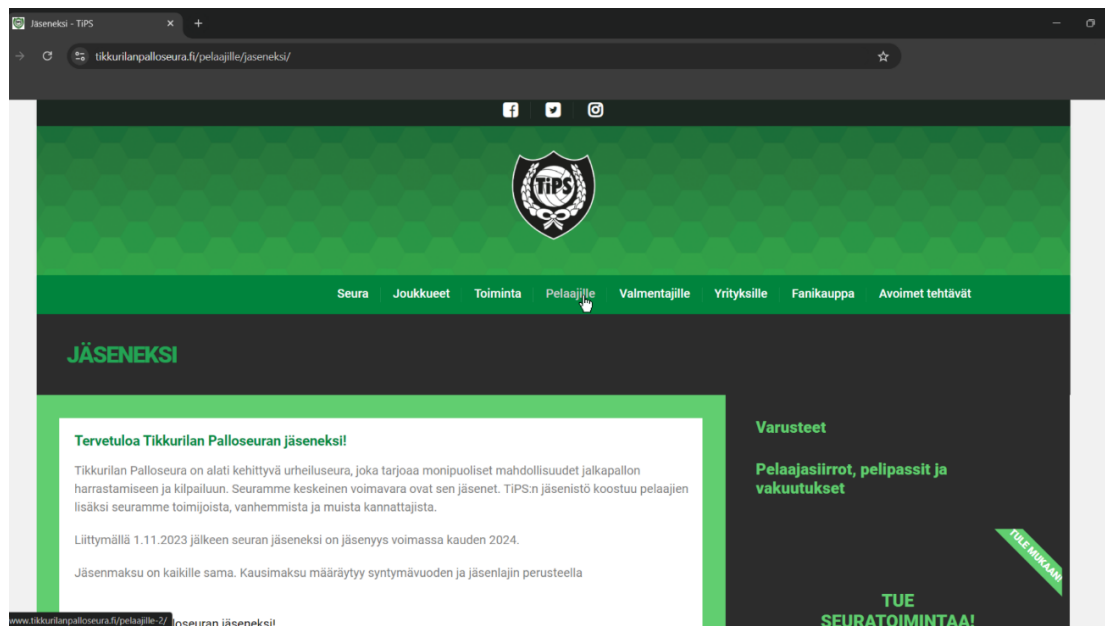 Jäseneksi - TiPS
tikkurilanpalloseura.fi/pelaajille/jaseneksi/
TiPS
Seura Joukkueet Toiminta Pelaajille Valmentajille Yrityksille Fanikauppa Avoimet tehtävät
JÄSENEKSI
Tervetuloa Tikkurilan Palloseuran jäseneksi!
Tikkurilan Palloseura on alati kehittyvä urheiluseura, joka tarjoaa monipuoliset mahdollisuudet jalkapallon
harrastamiseen ja kilpailuun. Seuramme keskeinen voimavara ovat sen jäsenet. TiPS:n jäsenistö koostuu pelaajien
lisäksi seuramme toimijoista, vanhemmista ja muista kannattajista.
Liittymällä 1.11.2023 jälkeen seuran jäseneksi on jäsenyys voimassa kauden 2024.
Jäsenmaksu on kaikille sama. Kausimaksu määräytyy syntymävuoden ja jäsenlajin perusteella
loseuran jäseneksi!
Varusteet
Pelaajasiirrot, pelipassit ja
vakuutukset
TULE MUKAAN!
TUE
SEURATOIMINTAA!
www.tikkurilanpalloseura.fi/pelaajille-2/